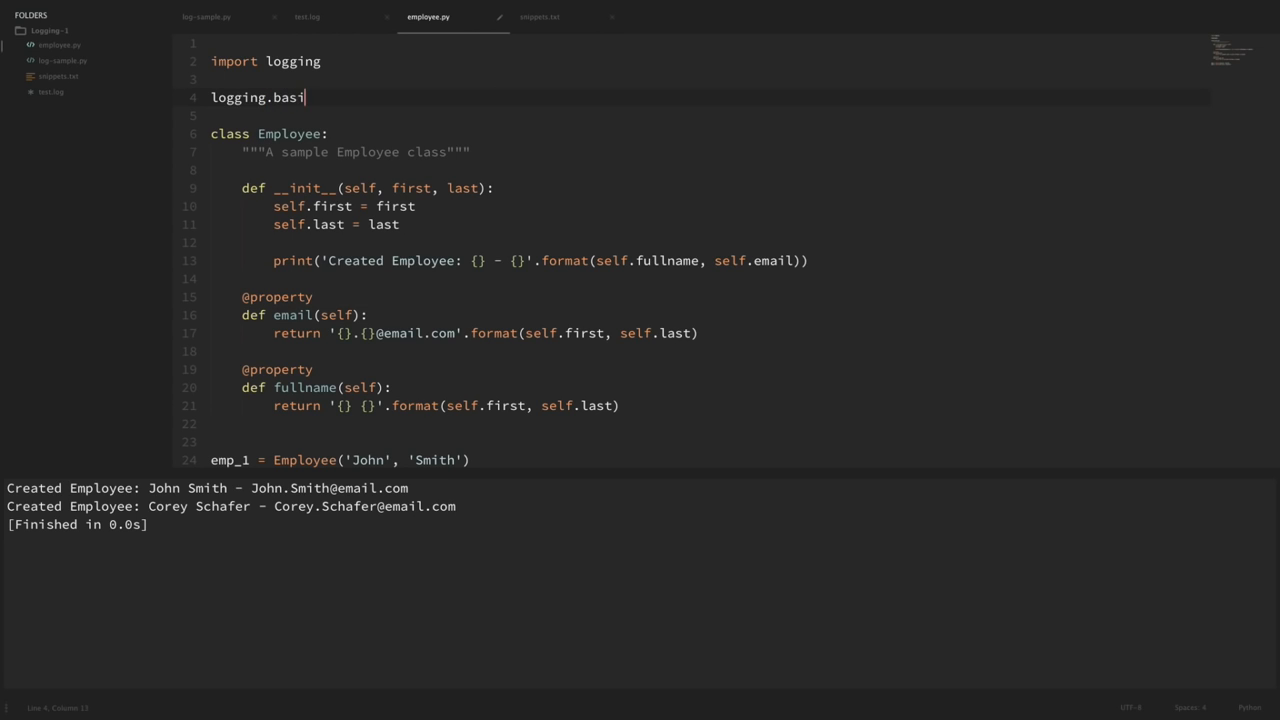 FOLDERS
Logging-1
employee.py
log-sample.py
snippets.txt
test.log
log-sample.py × test.log × employee.py snippets.txt ×
1
2 import logging
3
4 logging.basi
5
6 class Employee:
7 """A sample Employee class"""
8
9 def __init__(self, first, last):
10 self.first = first
11 self.last = last
12
13 print('Created Employee: {} - {}'.format(self.fullname, self.email))
14
15 @property
16 def email(self):
17 return '{}.{}@email.com'.format(self.first, self.last)
18
19 @property
20 def fullname(self):
21 return '{} {}'.format(self.first, self.last)
22
23
24 emp_1 = Employee('John', 'Smith')
Created Employee: John Smith - John.Smith@email.com
Created Employee: Corey Schafer - Corey.Schafer@email.com
[Finished in 0.0s]
Line 4, Column 13 UTF-8 Spaces: 4 Python